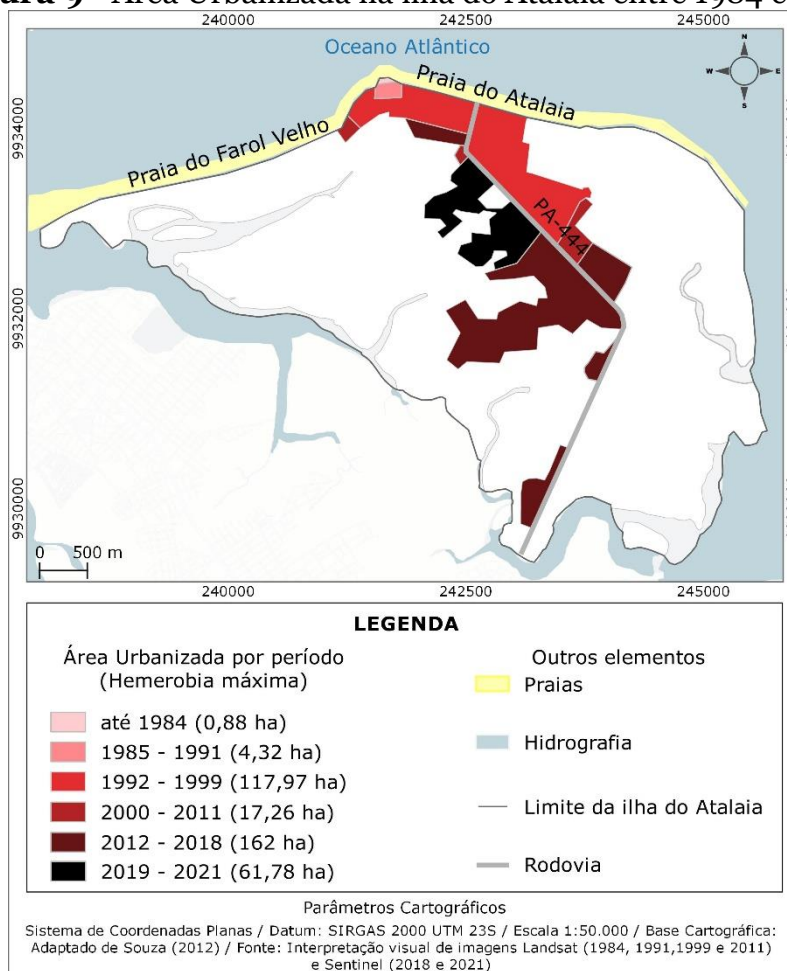 ura 9 - Área Urbanizada na ilha do Atalaia entre 1984 e
240000 242500 245000
Oceano Atlântico
Praia do Atalaia
N
W E
S
9934000
Praia do Farol Velho
PA-444
9932000
9930000
0 500 m
240000 242500 245000
LEGENDA
Área Urbanizada por período
(Hemerobia máxima)
até 1984 (0,88 ha)
1985 - 1991 (4,32 ha)
1992 - 1999 (117,97 ha)
2000 - 2011 (17,26 ha)
2012 - 2018 (162 ha)
2019 - 2021 (61,78 ha)
Outros elementos
Praias
Hidrografia
Limite da ilha do Atalaia
Rodovia
Parâmetros Cartográficos
Sistema de Coordenadas Planas / Datum: SIRGAS 2000 UTM 23S / Escala 1:50.000 / Base Cartográfica:
Adaptado de Souza (2012) / Fonte: Interpretação visual de imagens Landsat (1984, 1991,1999 e 2011)
e Sentinel (2018 e 2021)